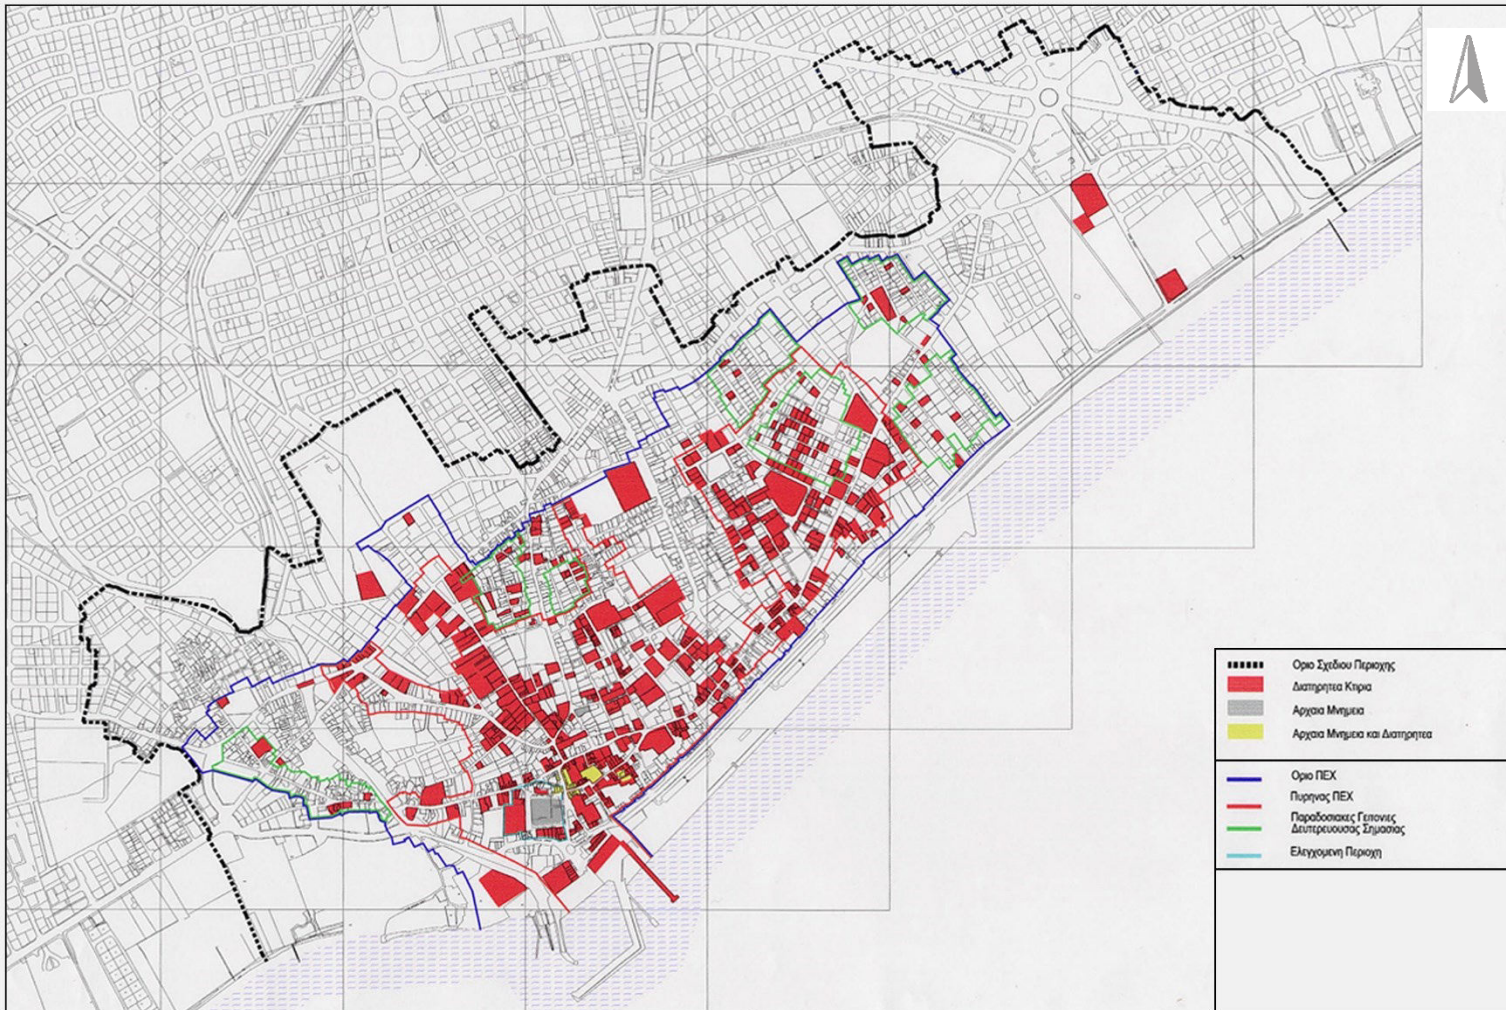 Οριο Σχεδιου Περιοχης
Διατηρητεα Κτιρια
Αρχαια Μνημεια
Αρχαια Μνημεια και Διατηρητεα
Οριο ΠΕΧ
Πυρηνας ΠΕΧ
Παραδοσιακες Γειτονιες
Δευτερευουσας Σημασιας
Ελεγχομενη Περιοχη